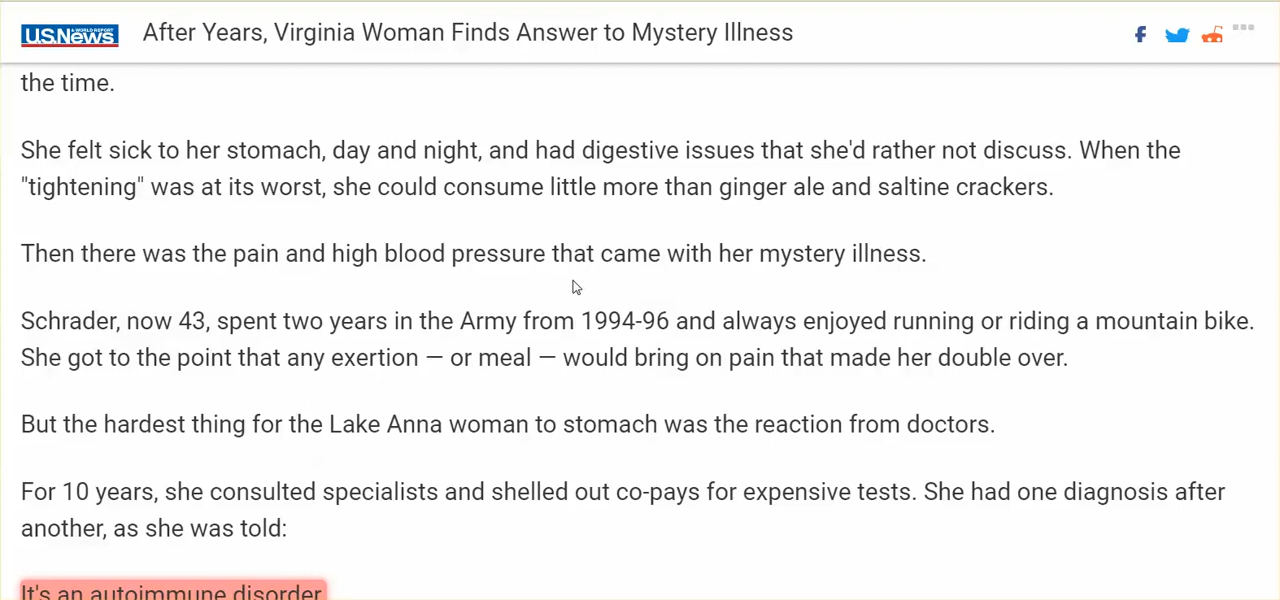 U.S.News & WORLD REPORT After Years, Virginia Woman Finds Answer to Mystery Illness
the time.
She felt sick to her stomach, day and night, and had digestive issues that she'd rather not discuss. When the
"tightening" was at its worst, she could consume little more than ginger ale and saltine crackers.
Then there was the pain and high blood pressure that came with her mystery illness.
Schrader, now 43, spent two years in the Army from 1994-96 and always enjoyed running or riding a mountain bike.
She got to the point that any exertion — or meal — would bring on pain that made her double over.
But the hardest thing for the Lake Anna woman to stomach was the reaction from doctors.
For 10 years, she consulted specialists and shelled out co-pays for expensive tests. She had one diagnosis after
another, as she was told:
It's an autoimmune disorder